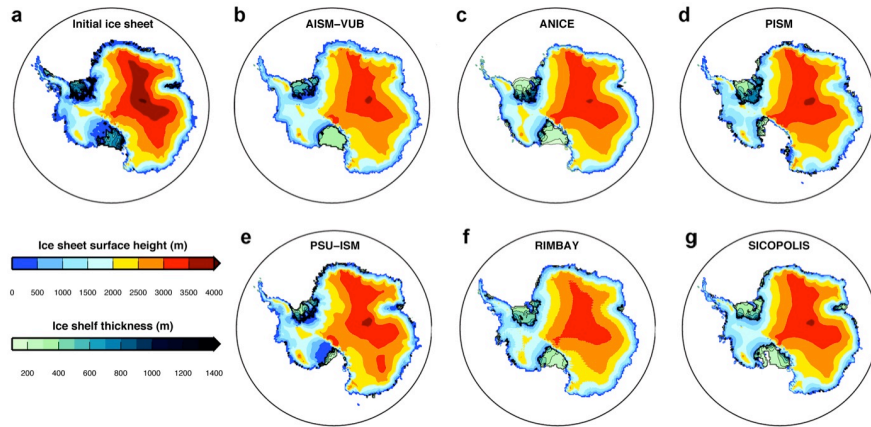 a
Initial ice sheet
b
AISM-VUB
c
ANICE
d
PISM
Ice sheet surface height (m)
0 500 1000 1500 2000 2500 3000 3500 4000
Ice shelf thickness (m)
200 400 600 800 1000 1200 1400
e
PSU-ISM
f
RIMBAY
g
SICOPOLIS